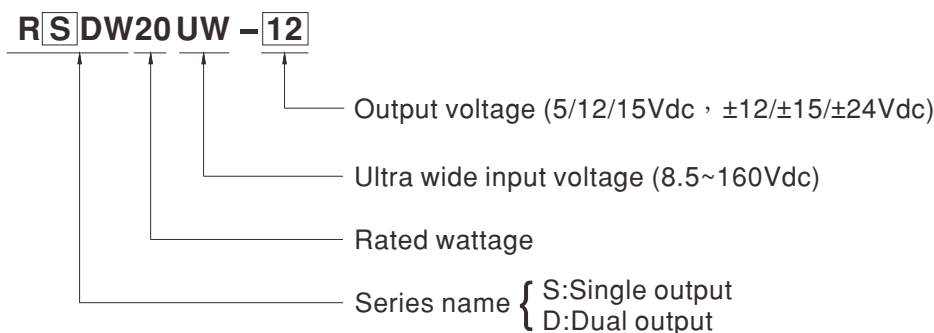 RSDW20UW-12
Output voltage (5/12/15Vdc，±12/±15/±24Vdc)
Ultra wide input voltage (8.5~160Vdc)
Rated wattage
Series name { S:Single output
D:Dual output